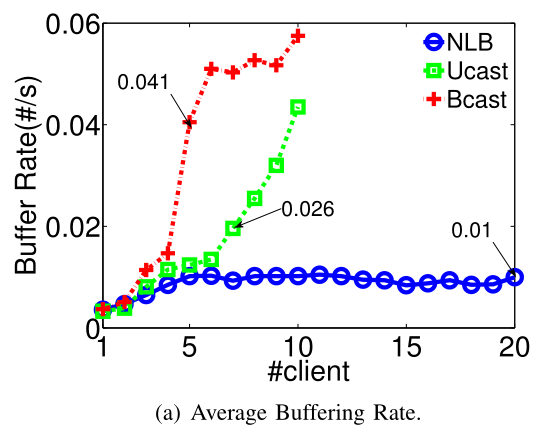 0.06
NLB
Ucast
Bcast
0.041
0.04
Buffer Rate(#/s)
0.026
0.02
0.01
0
1
5
10
15
20
#client
(a) Average Buffering Rate.